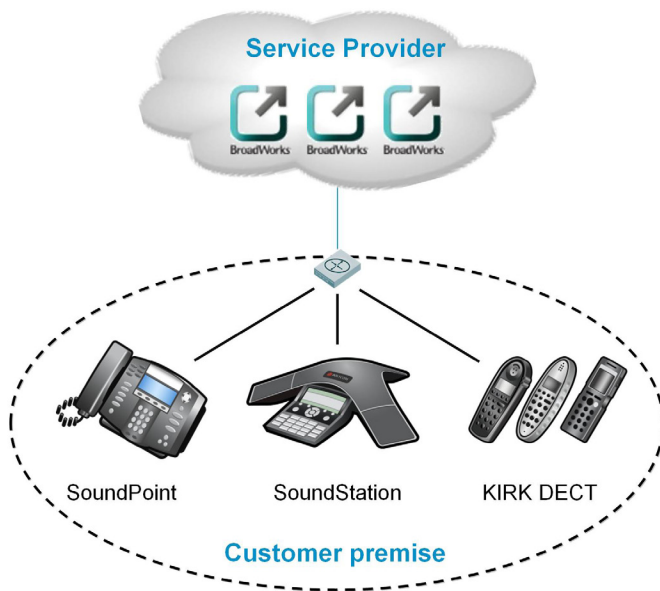 Service Provider
BroadWorks BroadWorks BroadWorks
SoundPoint SoundStation KIRK DECT
Customer premise